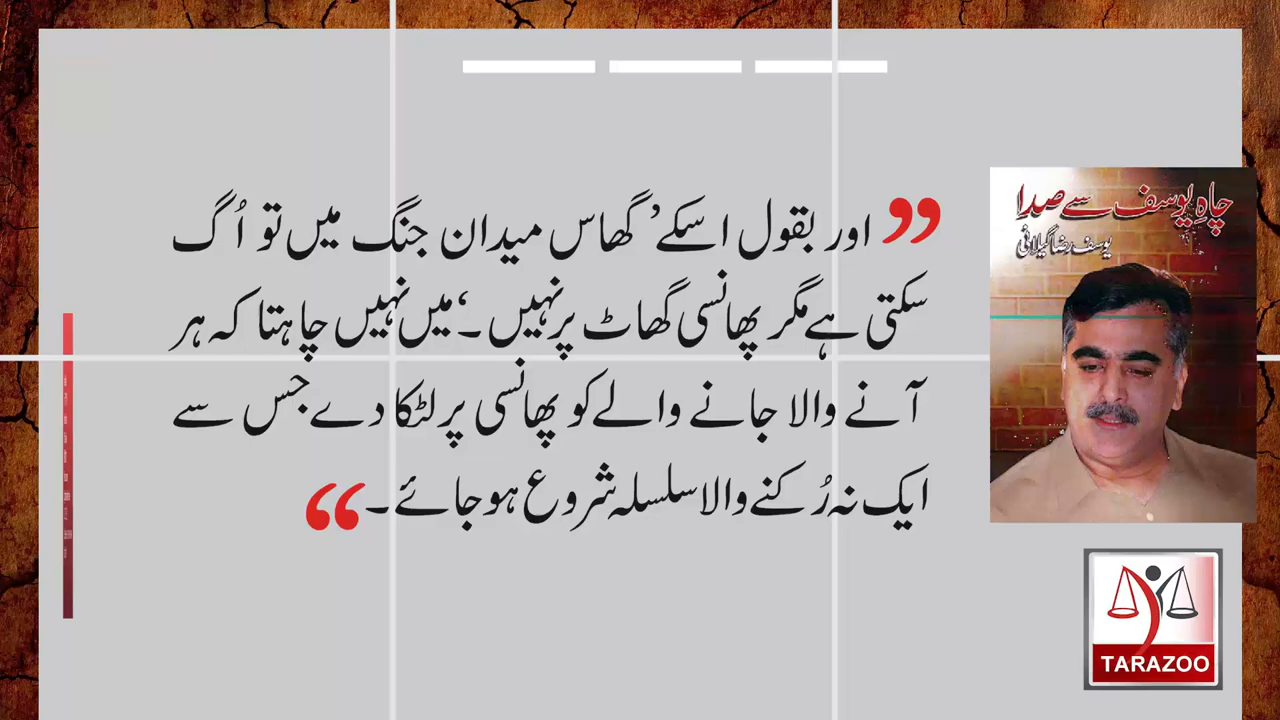 ”اور بقول اسکے’ گھاس میدان جنگ میں تو اُگ
سکتی ہے مگر پھانسی گھاٹ پر نہیں۔‘ میں نہیں چاہتا کہ ہر
آنے والا جانے والے کو پھانسی پر لٹکا دے جس سے
ایک نہ رُکنے والا سلسلہ شروع ہو جائے۔“
چاہِ یوسف سے صدا
یوسف رضا گیلانی
TARAZOO